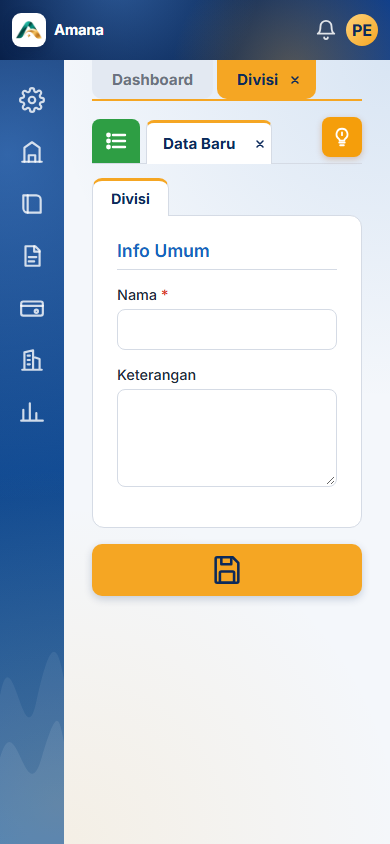 Amana
PE
Dashboard
Divisi ×
Data Baru ×
Divisi
Info Umum
Nama *
Keterangan